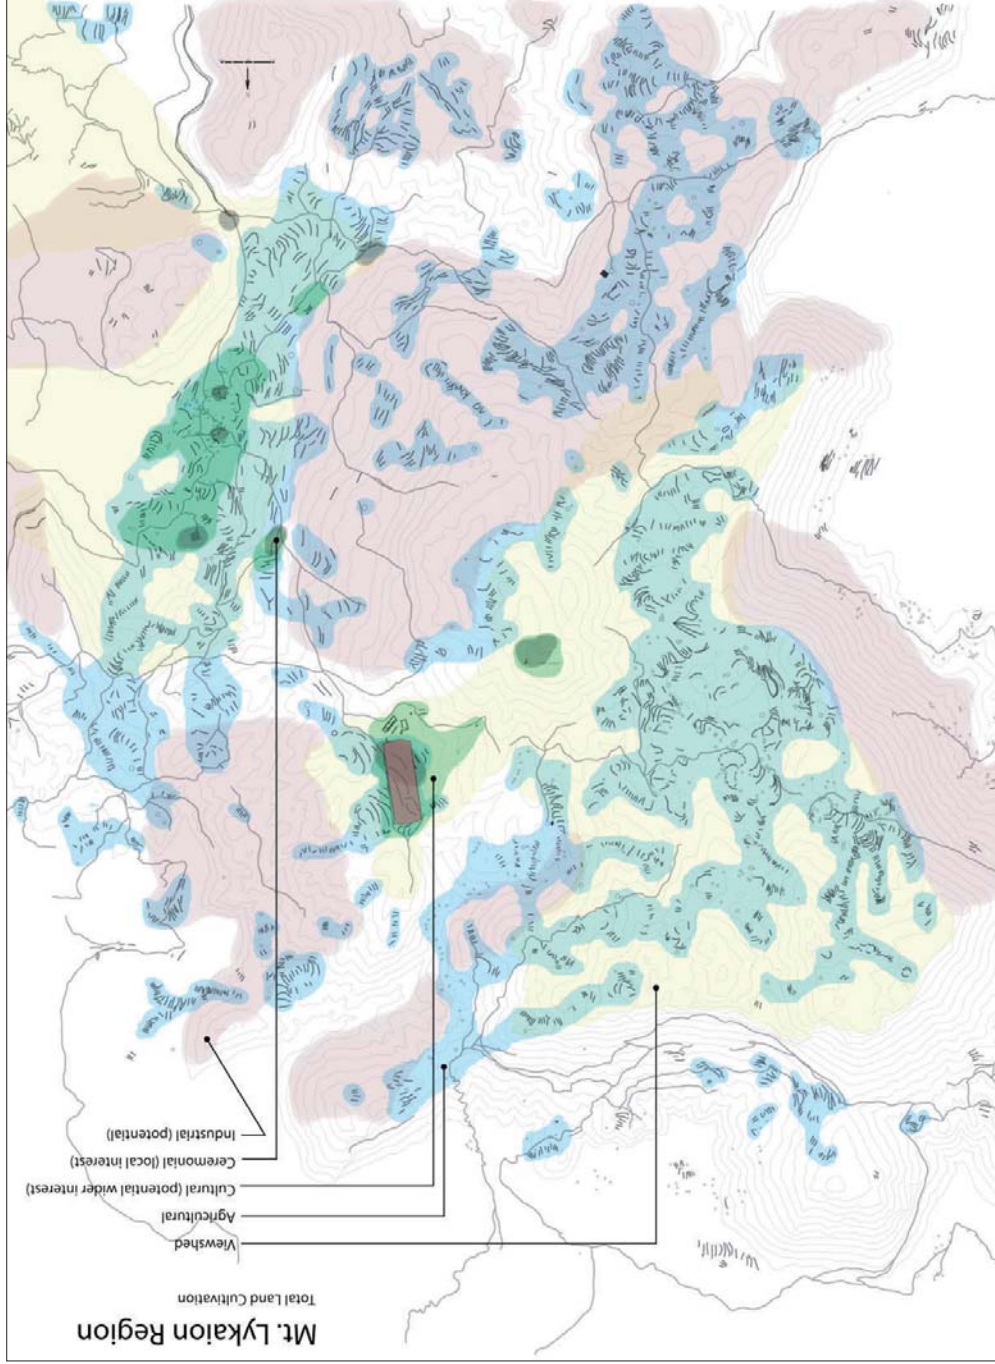 Mt. Lykaion Region
Total Land Cultivation
Viewshed
Agricultural
Cultural (potential wider interest)
Ceremonial (local interest)
Industrial (potential)